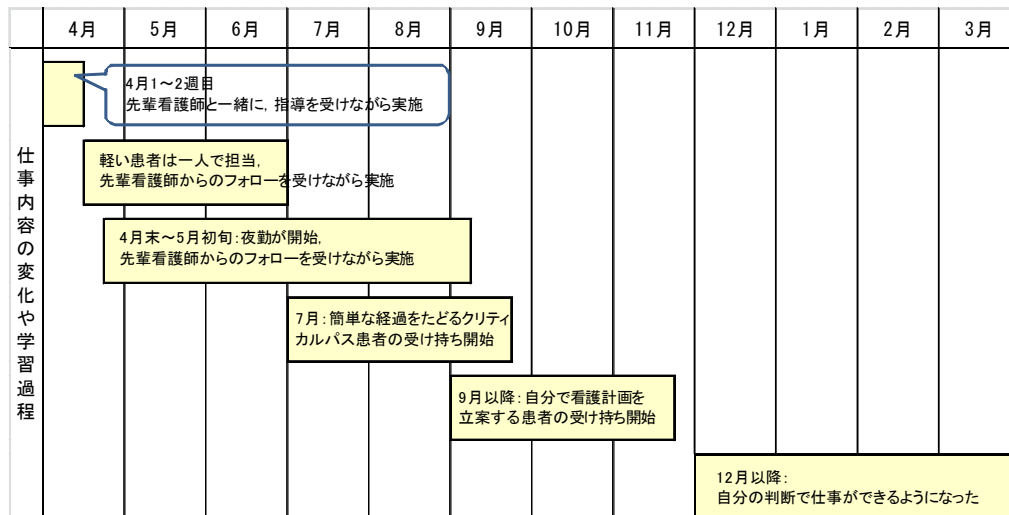 4月 5月 6月 7月 8月 9月 10月 11月 12月 1月 2月 3月
仕事内容の変化や学習過程
4月1～2週目
先輩看護師と一緒に，指導を受けながら実施
軽い患者は一人で担当，
先輩看護師からのフォローを受けながら実施
4月末～5月初旬：夜勤が開始，
先輩看護師からのフォローを受けながら実施
7月：簡単な経過をたどるクリティ
カルパス患者の受け持ち開始
9月以降：自分で看護計画を
立案する患者の受け持ち開始
12月以降：
自分の判断で仕事ができるようになった